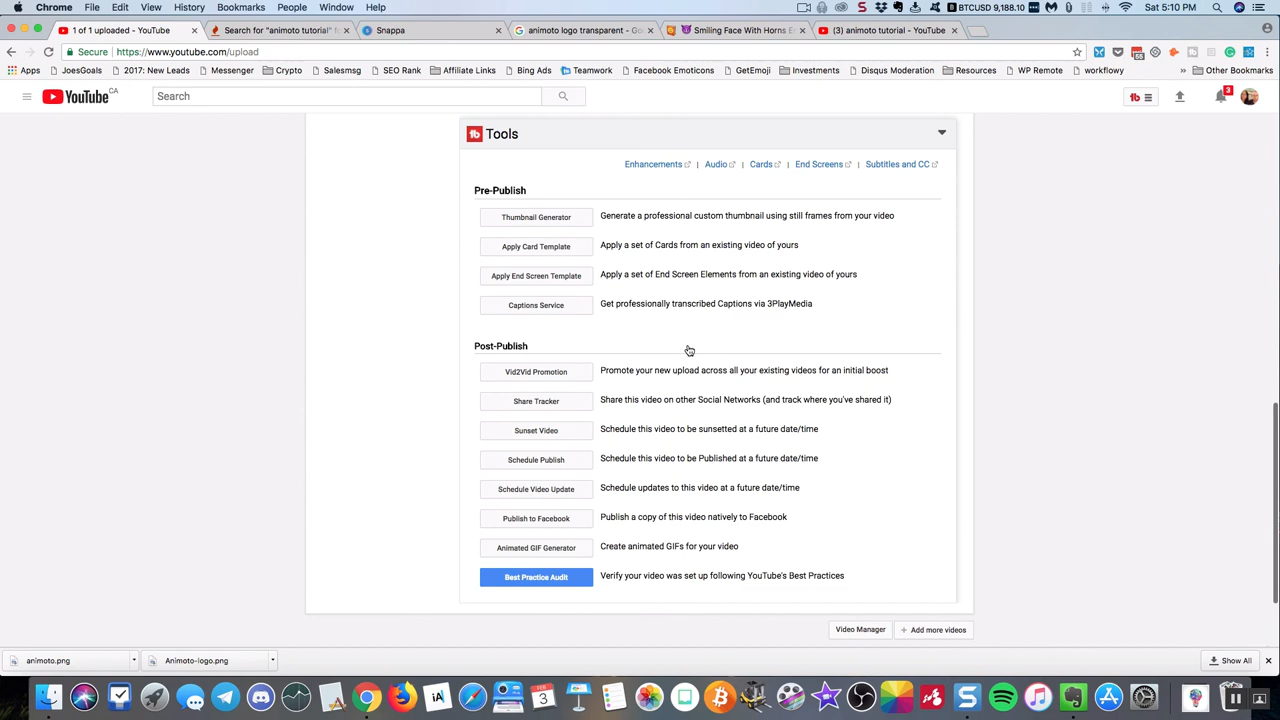 Chrome File Edit View History Bookmarks People Window Help BTCUSD 9,188.10 Sat 5:10 PM
1 of 1 uploaded - YouTube Search for "animoto tutorial" Snappa animoto logo transparent - Go Smiling Face With Horns E (3) animoto tutorial - YouTube
Secure https://www.youtube.com/upload
Apps JoesGoals 2017: New Leads Messenger Crypto Salesmsg SEO Rank Affiliate Links Bing Ads Teamwork Facebook Emoticons GetEmoji Investments Disqus Moderation Resources WP Remote workflowy » Other Bookmarks
YouTube CA Search tb 3
tb Tools
Enhancements | Audio | Cards | End Screens | Subtitles and CC
Pre-Publish
Thumbnail Generator Generate a professional custom thumbnail using still frames from your video
Apply Card Template Apply a set of Cards from an existing video of yours
Apply End Screen Template Apply a set of End Screen Elements from an existing video of yours
Captions Service Get professionally transcribed Captions via 3PlayMedia
Post-Publish
Vid2Vid Promotion Promote your new upload across all your existing videos for an initial boost
Share Tracker Share this video on other Social Networks (and track where you've shared it)
Sunset Video Schedule this video to be sunsetted at a future date/time
Schedule Publish Schedule this video to be Published at a future date/time
Schedule Video Update Schedule updates to this video at a future date/time
Publish to Facebook Publish a copy of this video natively to Facebook
Animated GIF Generator Create animated GIFs for your video
Best Practice Audit Verify your video was set up following YouTube's Best Practices
Video Manager + Add more videos
animoto.png Animoto-logo.png Show All
iA FEB 3